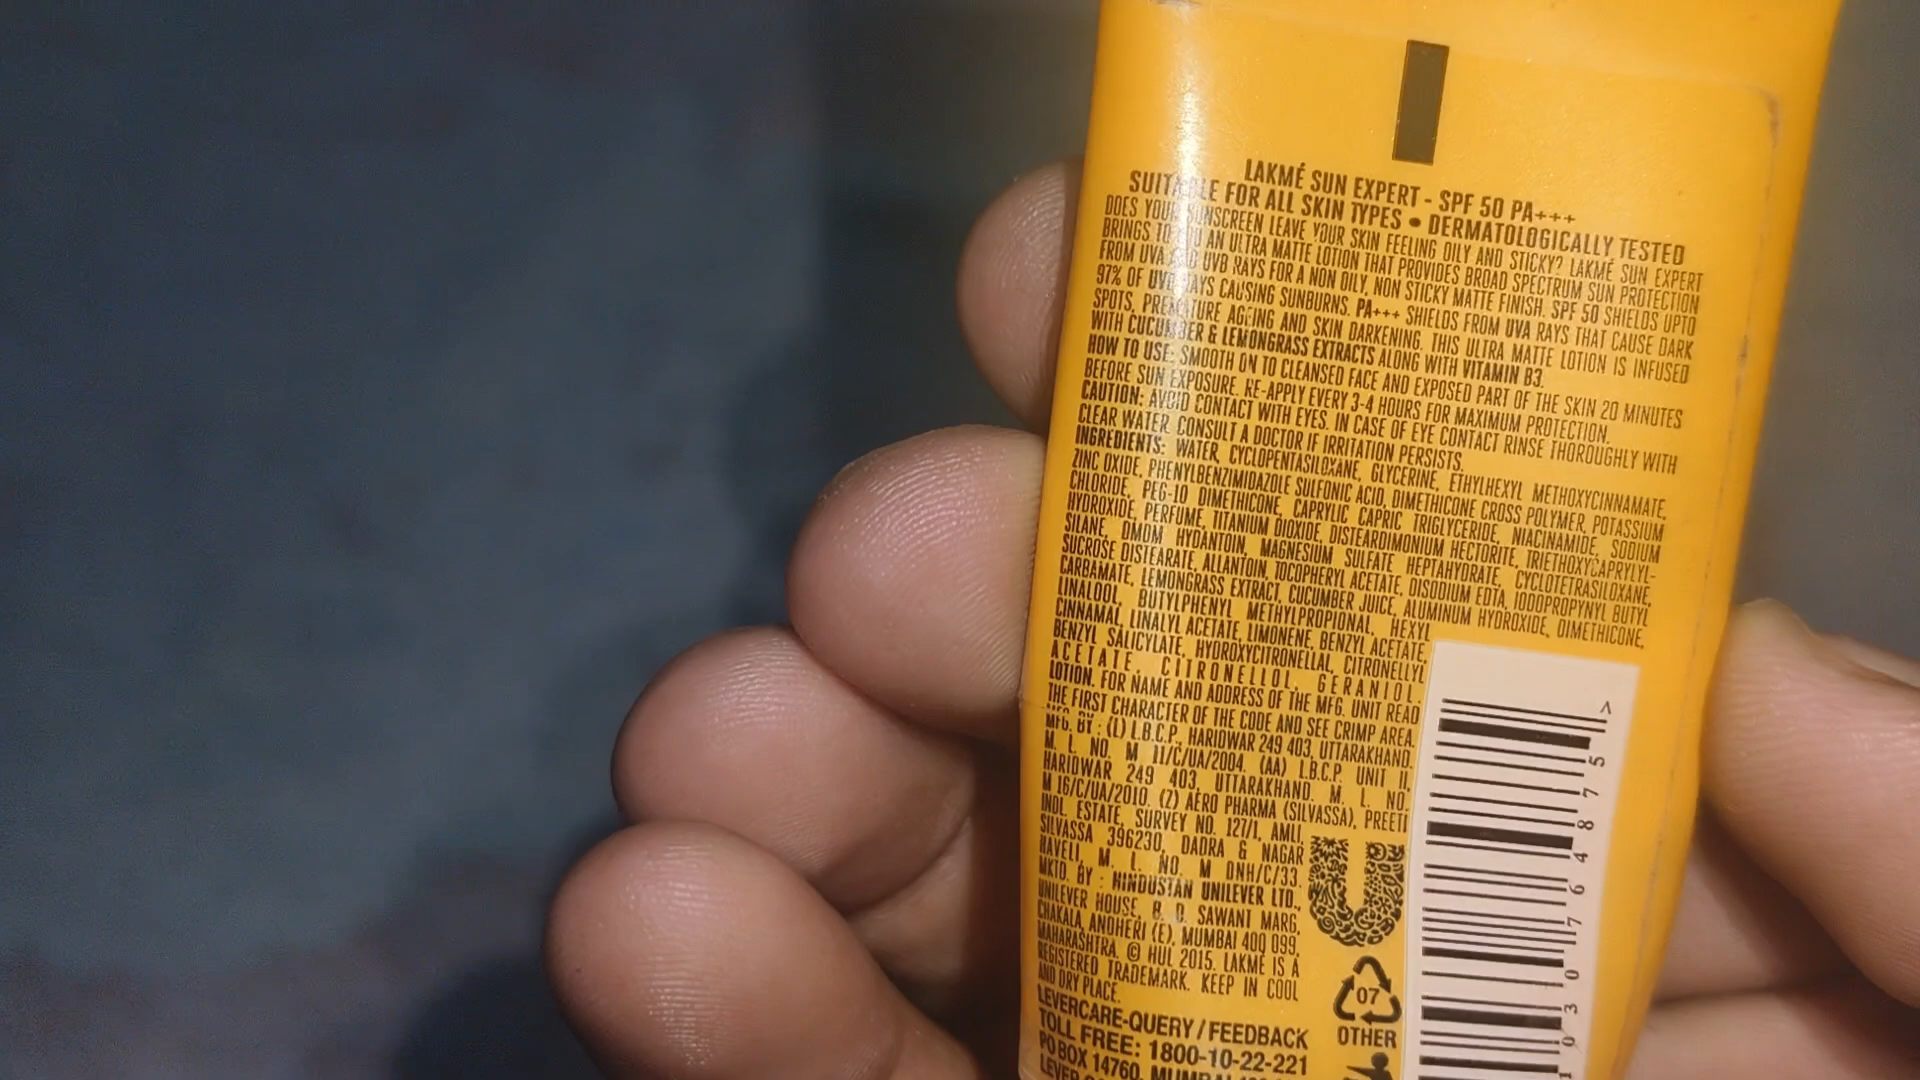 LAKMÉ SUN EXPERT - SPF 50 PA+++
SUITABLE FOR ALL SKIN TYPES • DERMATOLOGICALLY TESTED
DOES YOUR SUNSCREEN LEAVE YOUR SKIN FEELING OILY AND STICKY? LAKMÉ SUN EXPERT
BRINGS TO YOU AN ULTRA MATTE LOTION THAT PROVIDES BROAD SPECTRUM SUN PROTECTION
FROM UVA AND UVB RAYS FOR A NON OILY, NON STICKY MATTE FINISH. SPF 50 SHIELDS UPTO
97% OF UVB RAYS CAUSING SUNBURNS. PA+++ SHIELDS FROM UVA RAYS THAT CAUSE DARK
SPOTS, PREMATURE AGEING AND SKIN DARKENING. THIS ULTRA MATTE LOTION IS INFUSED
WITH CUCUMBER & LEMONGRASS EXTRACTS ALONG WITH VITAMIN B3.
HOW TO USE: SMOOTH ON TO CLEANSED FACE AND EXPOSED PART OF THE SKIN 20 MINUTES
BEFORE SUN EXPOSURE. RE-APPLY EVERY 3-4 HOURS FOR MAXIMUM PROTECTION.
CAUTION: AVOID CONTACT WITH EYES. IN CASE OF EYE CONTACT RINSE THOROUGHLY WITH
CLEAR WATER. CONSULT A DOCTOR IF IRRITATION PERSISTS.
INGREDIENTS: WATER, CYCLOPENTASILOXANE, GLYCERINE, ETHYLHEXYL METHOXYCINNAMATE,
ZINC OXIDE, PHENYLBENZIMIDAZOLE SULFONIC ACID, DIMETHICONE CROSS POLYMER, POTASSIUM
CHLORIDE, PEG-10 DIMETHICONE, CAPRYLIC CAPRIC TRIGLYCERIDE, NIACINAMIDE, SODIUM
HYDROXIDE, PERFUME, TITANIUM DIOXIDE, DISTEARDIMONIUM HECTORITE, TRIETHOXYCAPRYLYL-
SILANE, DMDM HYDANTOIN, MAGNESIUM SULFATE HEPTAHYDRATE, CYCLOTETRASILOXANE,
SUCROSE DISTEARATE, ALLANTOIN, TOCOPHERYL ACETATE, DISODIUM EDTA, IODOPROPYNYL BUTYL
CARBAMATE, LEMONGRASS EXTRACT, CUCUMBER JUICE, ALUMINUM HYDROXIDE, DIMETHICONE,
LINALOOL, BUTYLPHENYL METHYLPROPIONAL, HEXYL
CINNAMAL, LINALYL ACETATE, LIMONENE, BENZYL ACETATE,
BENZYL SALICYLATE, HYDROXYCITRONELLAL, CITRONELLYL
ACETATE, CITRONELLOL, GERANIOL.
LOTION. FOR NAME AND ADDRESS OF THE MFG. UNIT READ
THE FIRST CHARACTER OF THE CODE AND SEE CRIMP AREA.
MFG. BY : (L) L.B.C.P., HARIDWAR 249 403, UTTARAKHAND.
M. L. NO. M 11/C/UA/2004. (AA) L.B.C.P. UNIT II
HARIDWAR 249 403, UTTARAKHAND. M. L. NO.
M 16/C/UA/2010. (Z) AERO PHARMA (SILVASSA), PREETI
INDL ESTATE, SURVEY NO. 127/1, AMLI,
SILVASSA 396230, DADRA & NAGAR
HAVELI, M. L. NO. M DNH/C/33.
MKTD. BY : HINDUSTAN UNILEVER LTD.,
UNILEVER HOUSE, B. D. SAWANT MARG,
CHAKALA, ANDHERI (E), MUMBAI 400 099,
MAHARASHTRA. © HUL 2015. LAKMÉ IS A
REGISTERED TRADEMARK. KEEP IN COOL
AND DRY PLACE.
LEVERCARE-QUERY / FEEDBACK
TOLL FREE: 1800-10-22-221
PO BOX 14760, MUMBAI
LEVER
07
OTHER
1030 764875 >